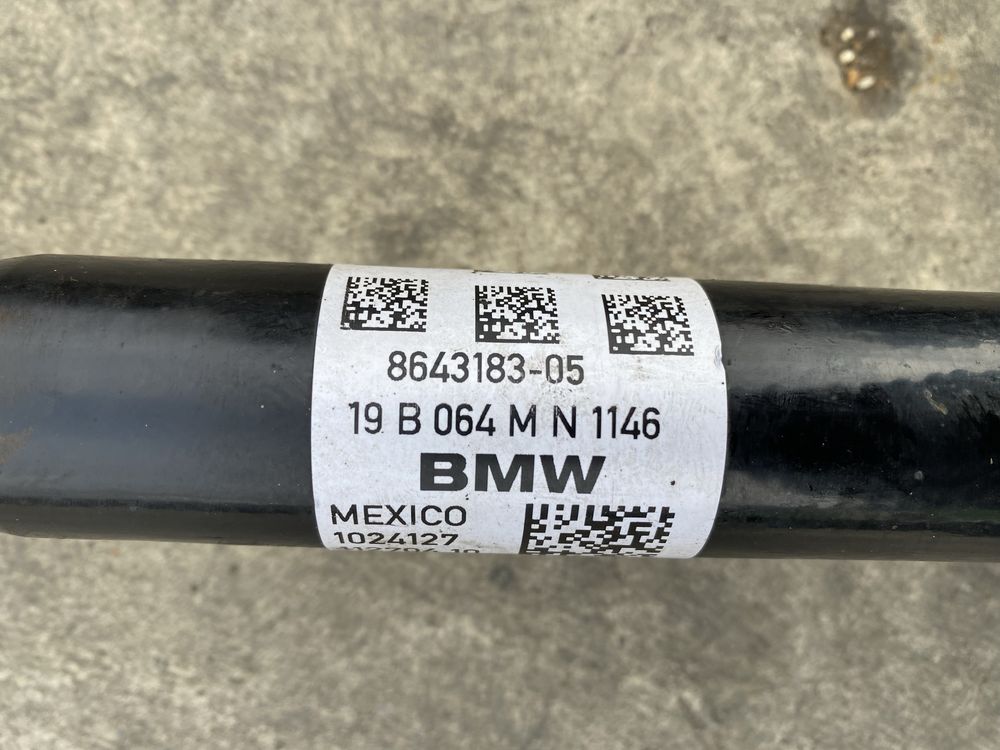 8643183-05
19 B 064 M N 1146
BMW
MEXICO
1024127